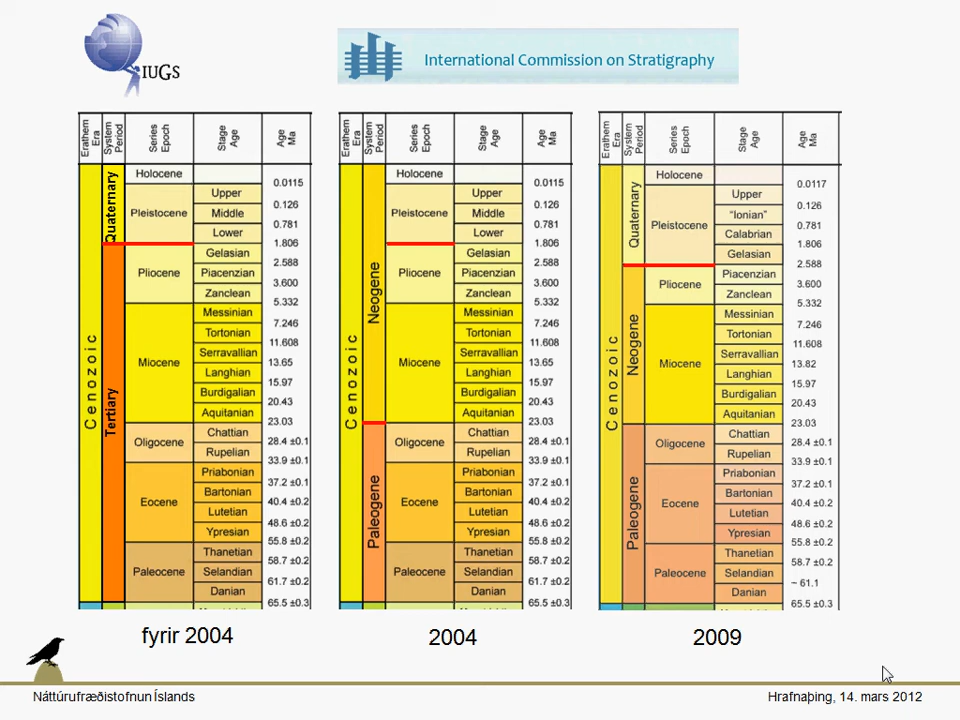 IUGS
International Commission on Stratigraphy
Erathem Era
System Period
Series Epoch
Stage Age
Age Ma
Cenozoic
Quaternary
Tertiary
Holocene
Pleistocene
Pliocene
Miocene
Oligocene
Eocene
Paleocene
Upper
Middle
Lower
Gelasian
Piacenzian
Zanclean
Messinian
Tortonian
Serravallian
Langhian
Burdigalian
Aquitanian
Chattian
Rupelian
Priabonian
Bartonian
Lutetian
Ypresian
Thanetian
Selandian
Danian
0.0115
0.126
0.781
1.806
2.588
3.600
5.332
7.246
11.608
13.65
15.97
20.43
23.03
28.4 ±0.1
33.9 ±0.1
37.2 ±0.1
40.4 ±0.2
48.6 ±0.2
55.8 ±0.2
58.7 ±0.2
61.7 ±0.2
65.5 ±0.3
fyrir 2004
Erathem Era
System Period
Series Epoch
Stage Age
Age Ma
Cenozoic
Neogene
Paleogene
Holocene
Pleistocene
Pliocene
Miocene
Oligocene
Eocene
Paleocene
Upper
Middle
Lower
Gelasian
Piacenzian
Zanclean
Messinian
Tortonian
Serravallian
Langhian
Burdigalian
Aquitanian
Chattian
Rupelian
Priabonian
Bartonian
Lutetian
Ypresian
Thanetian
Selandian
Danian
0.0115
0.126
0.781
1.806
2.588
3.600
5.332
7.246
11.608
13.65
15.97
20.43
23.03
28.4 ±0.1
33.9 ±0.1
37.2 ±0.1
40.4 ±0.2
48.6 ±0.2
55.8 ±0.2
58.7 ±0.2
61.7 ±0.2
65.5 ±0.3
2004
Erathem Era
System Period
Series Epoch
Stage Age
Age Ma
Cenozoic
Quaternary
Neogene
Paleogene
Holocene
Pleistocene
Pliocene
Miocene
Oligocene
Eocene
Paleocene
Upper
"Ionian"
Calabrian
Gelasian
Piacenzian
Zanclean
Messinian
Tortonian
Serravallian
Langhian
Burdigalian
Aquitanian
Chattian
Rupelian
Priabonian
Bartonian
Lutetian
Ypresian
Thanetian
Selandian
Danian
0.0117
0.126
0.781
1.806
2.588
3.600
5.332
7.246
11.608
13.82
15.97
20.43
23.03
28.4 ±0.1
33.9 ±0.1
37.2 ±0.1
40.4 ±0.2
48.6 ±0.2
55.8 ±0.2
58.7 ±0.2
~ 61.1
65.5 ±0.3
2009
Náttúrufræðistofnun Íslands
Hrafnaþing, 14. mars 2012